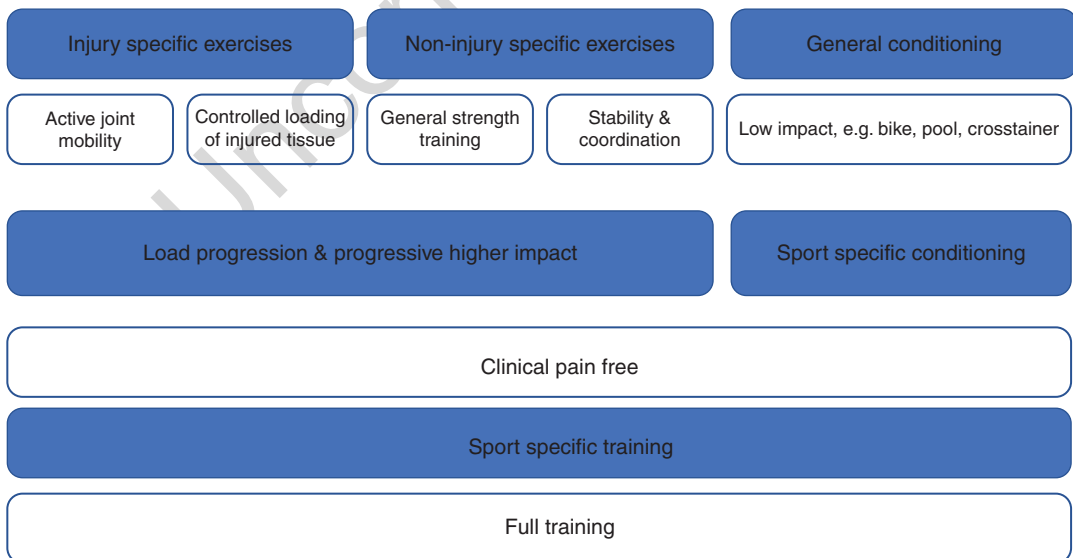 Injury specific exercises
Non-injury specific exercises
General conditioning
Active joint
mobility
Controlled loading
of injured tissue
General strength
training
Stability &
coordination
Low impact, e.g. bike, pool, crosstainer
Load progression & progressive higher impact
Sport specific conditioning
Clinical pain free
Sport specific training
Full training